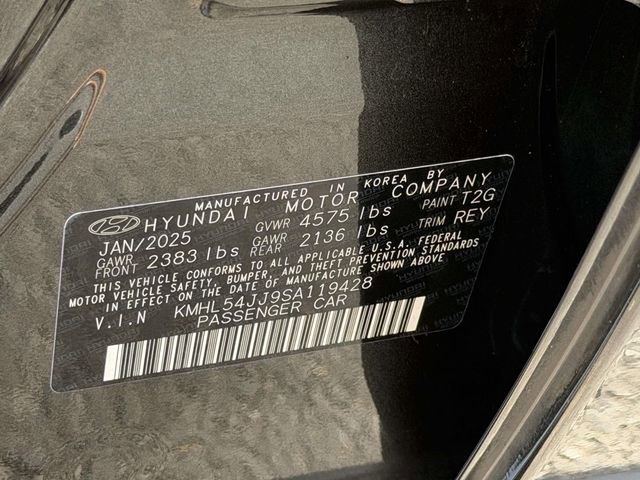 MANUFACTURED IN KOREA BY
HYUNDAI MOTOR COMPANY
JAN/2025 GVWR 4575 lbs PAINT T2G
GAWR FRONT 2383 lbs GAWR REAR 2136 lbs TRIM REY
THIS VEHICLE CONFORMS TO ALL APPLICABLE U.S.A. FEDERAL
MOTOR VEHICLE SAFETY, BUMPER, AND THEFT PREVENTION STANDARDS
IN EFFECT ON THE DATE OF MANUFACTURE SHOWN ABOVE.
V.I.N KMHL54JJ9SA119428
PASSENGER CAR